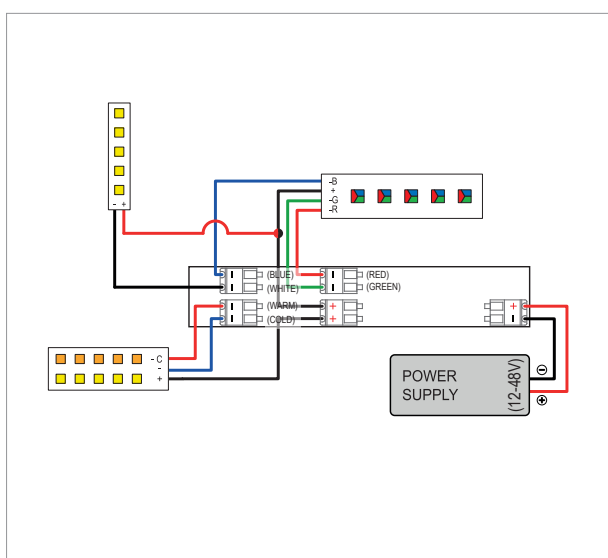 - +
-B
+
-G
-R
(BLUE)
(WHITE)
(WARM)
(COLD)
(RED)
(GREEN)
+
+
+
- C
-
+
POWER
SUPPLY
(12-48V)